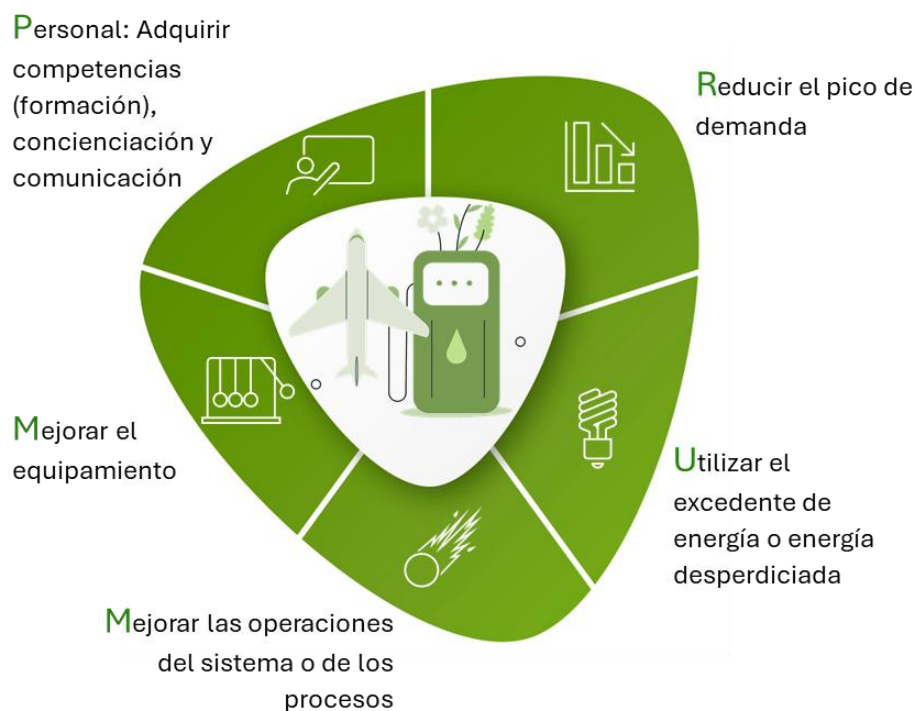 Personal: Adquirir
competencias
(formación),
concienciación y
comunicación
Reducir el pico de
demanda
Utilizar el
excedente de
energía o energía
desperdiciada
Mejorar las operaciones
del sistema o de los
procesos
Mejorar el
equipamiento